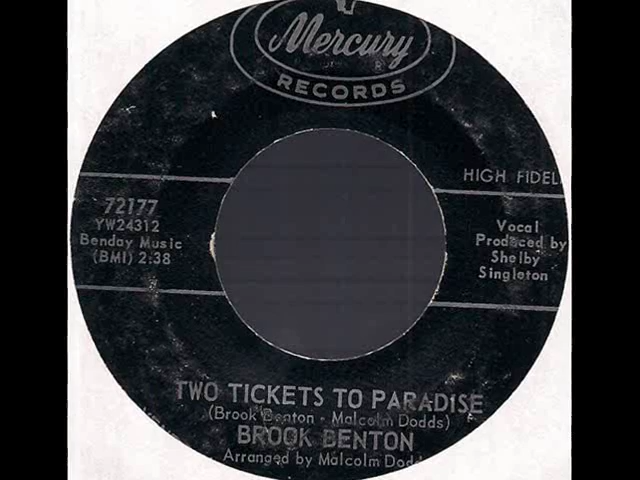 Mercury
RECORDS
HIGH FIDEL
72177
YW24312
Benday Music
(BMI) 2:38
Vocal
Produced by
Shelby
Singleton
TWO TICKETS TO PARADISE
(Brook Benton - Malcolm Dodds)
BROOK BENTON
Arranged by Malcolm Dodd